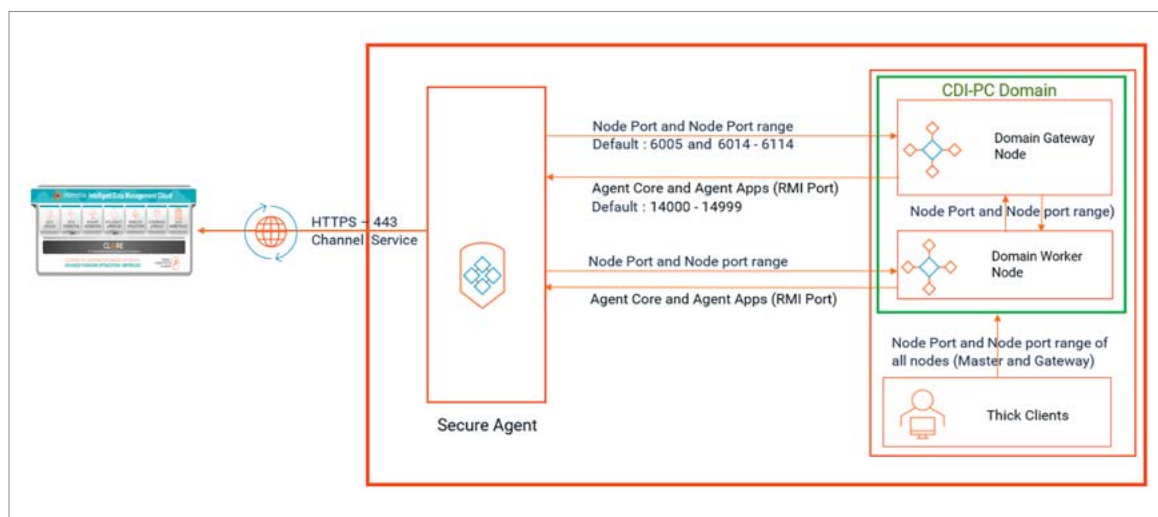 Informatica Intelligent Data Management Cloud
HTTPS – 443
Channel Service
Secure Agent
Node Port and Node Port range
Default : 6005 and 6014 - 6114
Agent Core and Agent Apps (RMI Port)
Default : 14000 - 14999
Node Port and Node port range
Agent Core and Agent Apps (RMI Port)
CDI-PC Domain
Domain Gateway
Node
Node Port and Node port range)
Domain Worker
Node
Node Port and Node port range of
all nodes (Master and Gateway)
Thick Clients